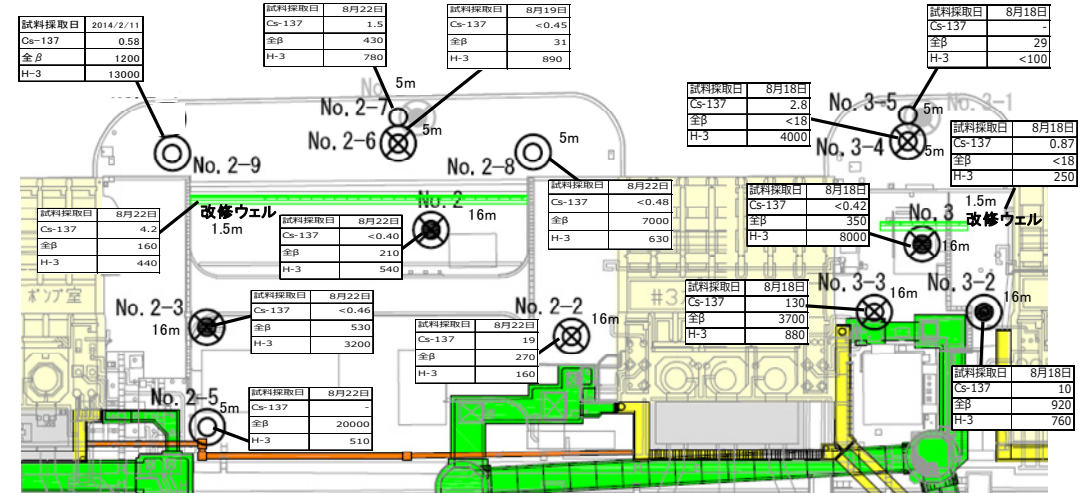 試料採取日 2014/2/11
Cs-137 0.58
全β 1200
H-3 13000
試料採取日 8月22日
Cs-137 1.5
全β 430
H-3 780
試料採取日 8月19日
Cs-137 <0.45
全β 31
H-3 890
試料採取日 8月18日
Cs-137 -
全β 29
H-3 <100
試料採取日 8月18日
Cs-137 2.8
全β <18
H-3 4000
試料採取日 8月18日
Cs-137 0.87
全β <18
H-3 250
5m
No. 2-7
No. 2-6
5m
No. 2-9
No. 2-8
5m
No. 3-5
5m
No. 3-1
No. 3-4
5m
試料採取日 8月22日
Cs-137 4.2
全β 160
H-3 440
改修ウェル
1.5m
試料採取日 8月22日
Cs-137 <0.40
全β 210
H-3 540
No. 2
16m
試料採取日 8月22日
Cs-137 <0.48
全β 7000
H-3 630
試料採取日 8月18日
Cs-137 <0.42
全β 350
H-3 8000
No. 3
16m
1.5m
改修ウェル
ポンプ室
No. 2-3
16m
試料採取日 8月22日
Cs-137 <0.46
全β 530
H-3 3200
No. 2-2
16m
試料採取日 8月22日
Cs-137 19
全β 270
H-3 160
#3
試料採取日 8月18日
Cs-137 130
全β 3700
H-3 880
No. 3-3
16m
No. 3-2
16m
試料採取日 8月18日
Cs-137 10
全β 920
H-3 760
No. 2-5
5m
試料採取日 8月22日
Cs-137 -
全β 20000
H-3 510